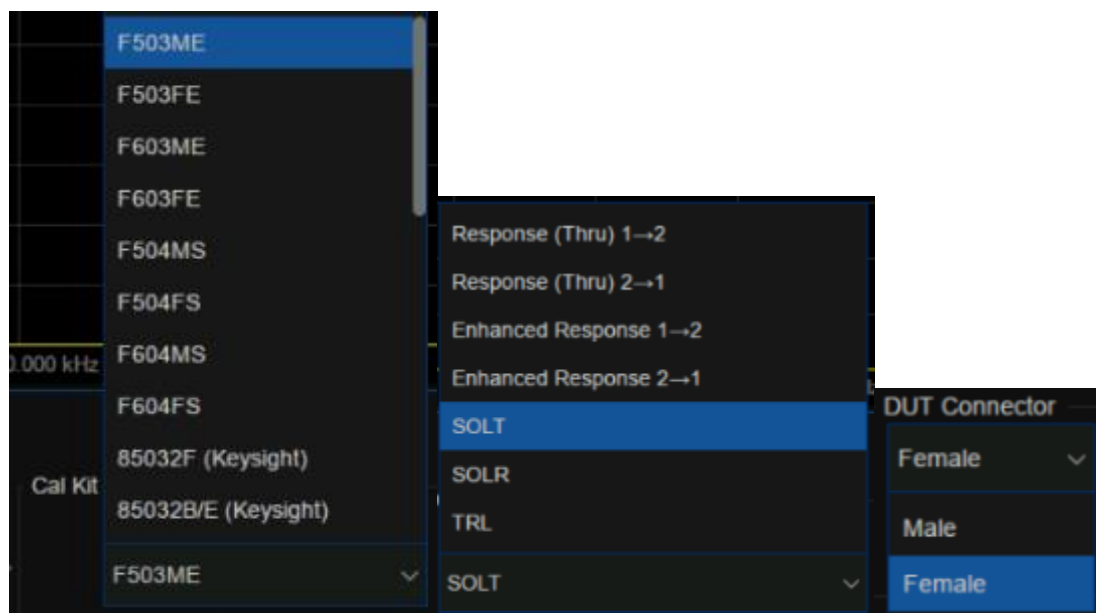 F503ME
F503FE
F603ME
F603FE
F504MS
F504FS
F604MS
F604FS
85032F (Keysight)
85032B/E (Keysight)
.000 kHz
Cal Kit
F503ME
Response (Thru) 1→2
Response (Thru) 2→1
Enhanced Response 1→2
Enhanced Response 2→1
SOLT
SOLR
TRL
SOLT
DUT Connector
Female
Male
Female